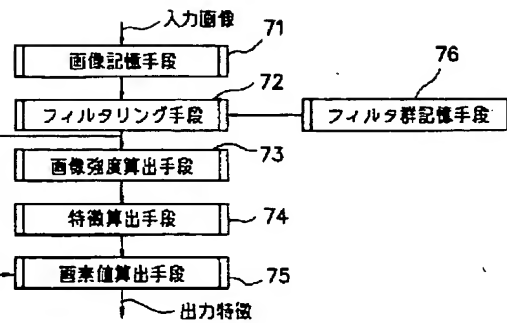 入力画像
71
画像記憶手段
72
76
フィルタリング手段
フィルタ群記憶手段
73
画像強度算出手段
74
特徴算出手段
75
画素値算出手段
出力特徴